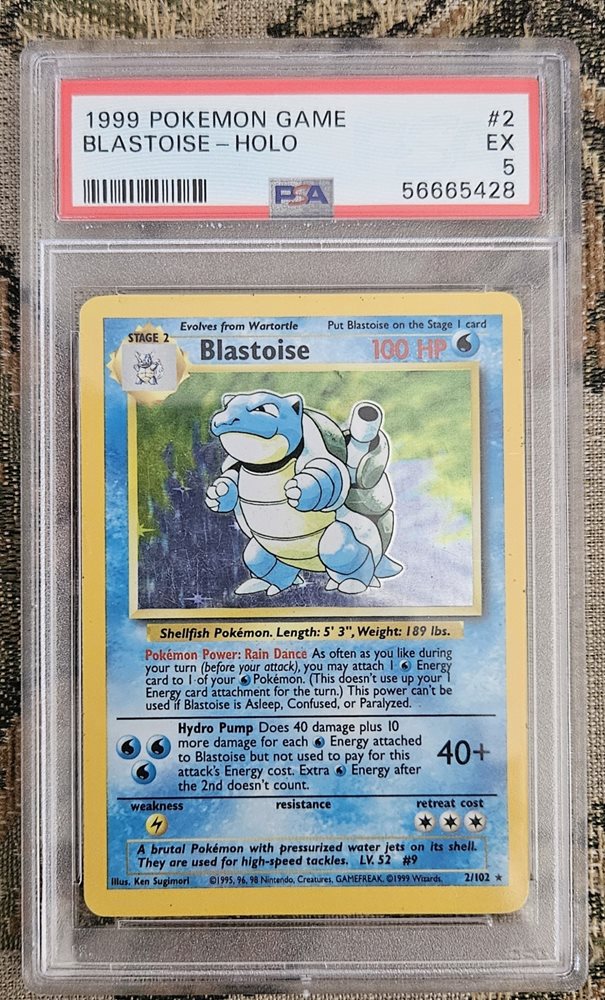 1999 POKEMON GAME #2
BLASTOISE – HOLO EX
5
PSA 56665428
Evolves from Wartortle Put Blastoise on the Stage 1 card
STAGE 2
Blastoise 100 HP
Shellfish Pokémon. Length: 5' 3", Weight: 189 lbs.
Pokémon Power: Rain Dance As often as you like during
your turn (before your attack), you may attach 1 Energy
card to 1 of your Pokémon. (This doesn't use up your 1
Energy card attachment for the turn.) This power can't be
used if Blastoise is Asleep, Confused, or Paralyzed.
Hydro Pump Does 40 damage plus 10
more damage for each Energy attached
to Blastoise but not used to pay for this
attack's Energy cost. Extra Energy after
the 2nd doesn't count.
40+
weakness resistance retreat cost
A brutal Pokémon with pressurized water jets on its shell.
They are used for high-speed tackles. LV. 52 #9
Illus. Ken Sugimori ©1995, 96, 98 Nintendo, Creatures, GAMEFREAK. ©1999 Wizards. 2/102 ★